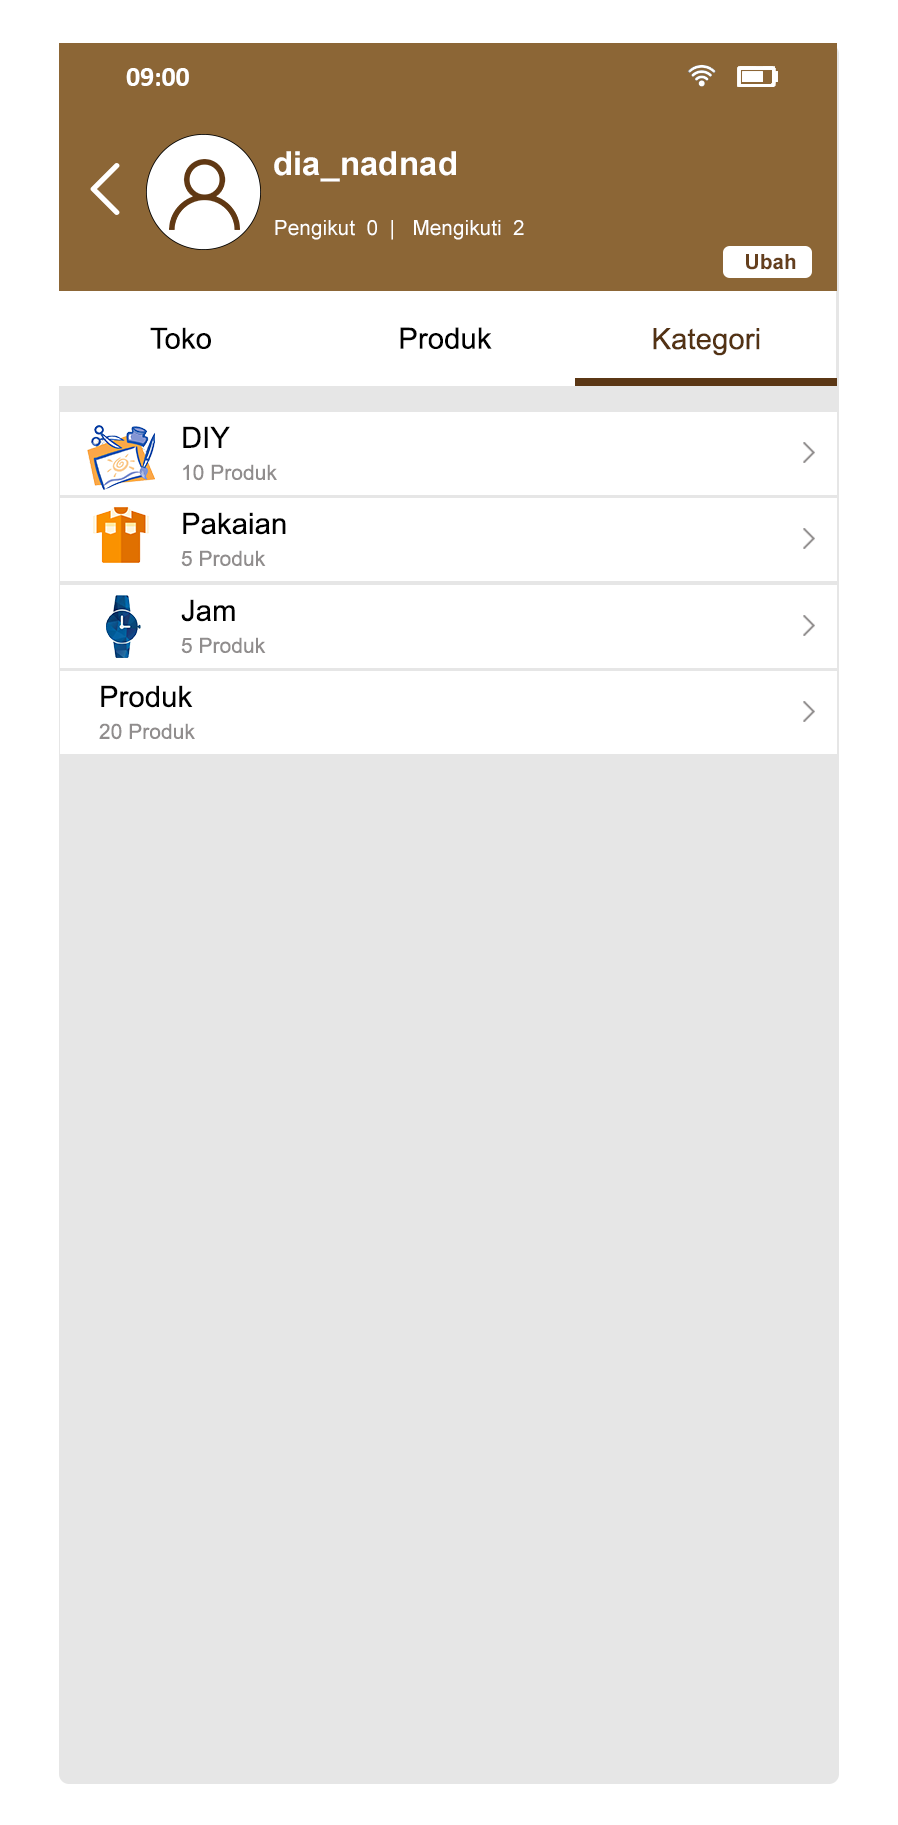 09:00
dia_nadnad
Pengikut 0 | Mengikuti 2
Ubah
Toko Produk Kategori
DIY
10 Produk
Pakaian
5 Produk
Jam
5 Produk
Produk
20 Produk